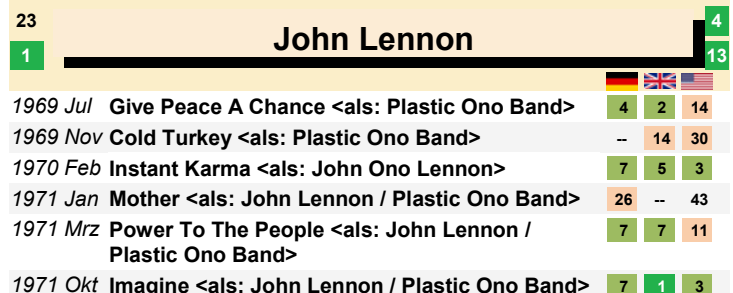 23
John Lennon
4
1
13
1969 Jul Give Peace A Chance <als: Plastic Ono Band> 4 2 14
1969 Nov Cold Turkey <als: Plastic Ono Band> -- 14 30
1970 Feb Instant Karma <als: John Ono Lennon> 7 5 3
1971 Jan Mother <als: John Lennon / Plastic Ono Band> 26 -- 43
1971 Mrz Power To The People <als: John Lennon / 7 7 11
Plastic Ono Band>
1971 Okt Imagine <als: John Lennon / Plastic Ono Band> 7 1 3